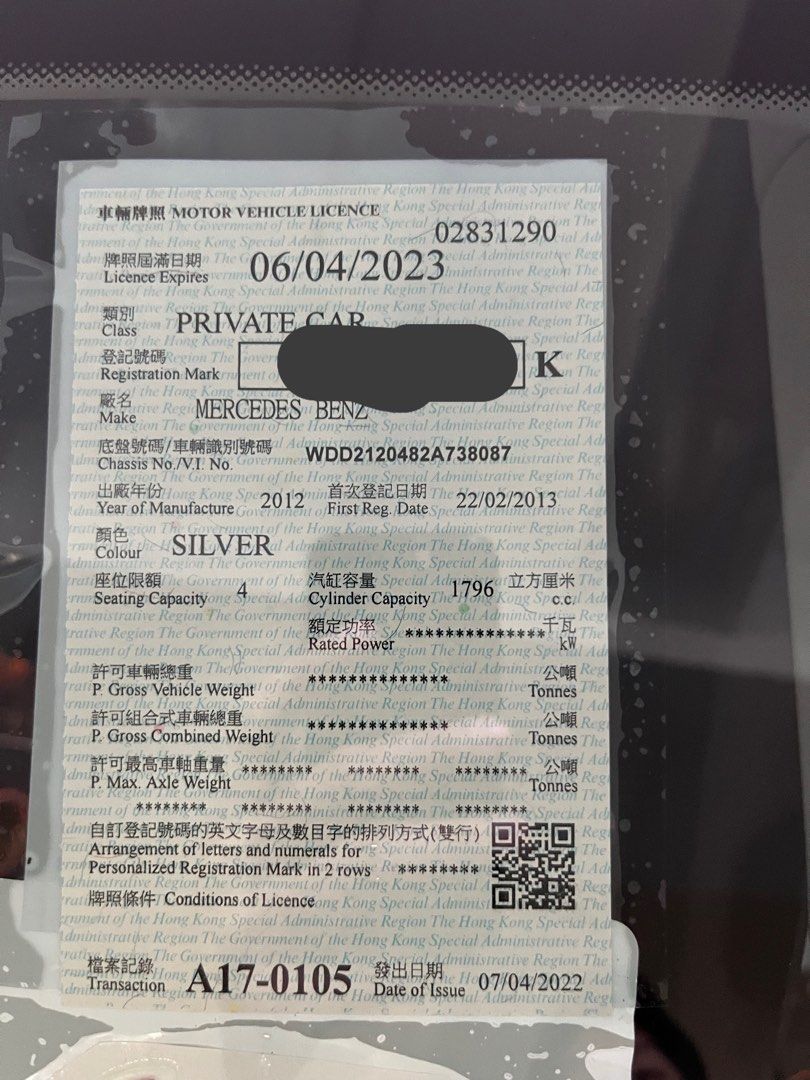 車輛牌照/MOTOR VEHICLE LICENCE
02831290
牌照屆滿日期
Licence Expires 06/04/2023
類別
Class PRIVATE CAR
登記號碼
Registration Mark K
廠名
Make MERCEDES BENZ
底盤號碼/車輛識別號碼
Chassis No./V.I. No. WDD2120482A738087
出廠年份 首次登記日期
Year of Manufacture 2012 First Reg. Date 22/02/2013
顏色
Colour SILVER
座位限額 汽缸容量 立方厘米
Seating Capacity 4 Cylinder Capacity 1796 c.c.
額定功率 千瓦
Rated Power ************** kW
許可車輛總重 公噸
P. Gross Vehicle Weight ************** Tonnes
許可組合式車輛總重 公噸
P. Gross Combined Weight ************** Tonnes
許可最高車軸重量 公噸
P. Max. Axle Weight ******** ******** ******** Tonnes
******** ******** ******** ********
自訂登記號碼的英文字母及數目字的排列方式(雙行)
Arrangement of letters and numerals for
Personalized Registration Mark in 2 rows *********
牌照條件/Conditions of Licence
檔案記錄 發出日期
Transaction A17-0105 Date of Issue 07/04/2022